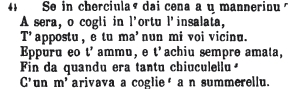 41 Se in cherciula ʳ dai cena a u mannerinu ʳ
A sera, o cogli in l'ortu l'insalata,
T'appostu, e tu ma'nun mi voi vicinu.
Eppuru eo t'ammu, e t'achiu sempre amata,
Fin da quandu era tantu chiuculellu ˢ
C'un m'arivava a coglie ᵗ a n summerellu.